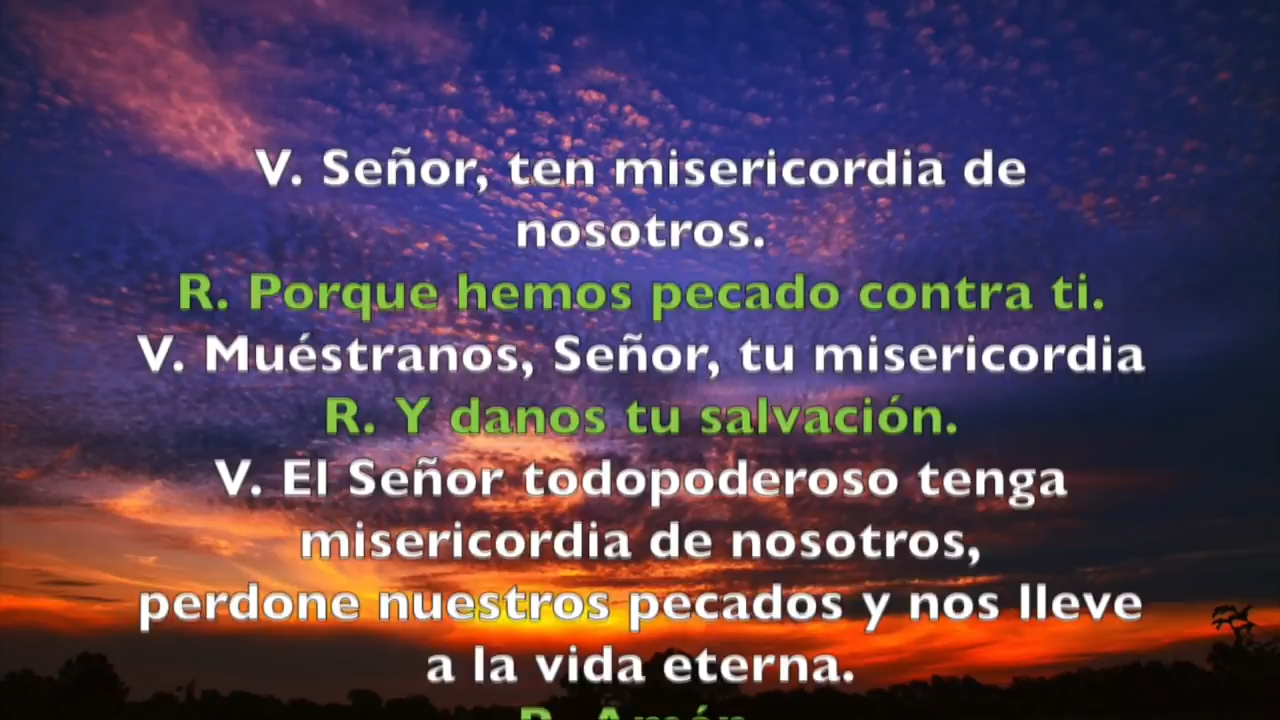 V. Señor, ten misericordia de
nosotros.
R. Porque hemos pecado contra ti.
V. Muéstranos, Señor, tu misericordia
R. Y danos tu salvación.
V. El Señor todopoderoso tenga
misericordia de nosotros,
perdone nuestros pecados y nos lleve
a la vida eterna.
R. Amén.